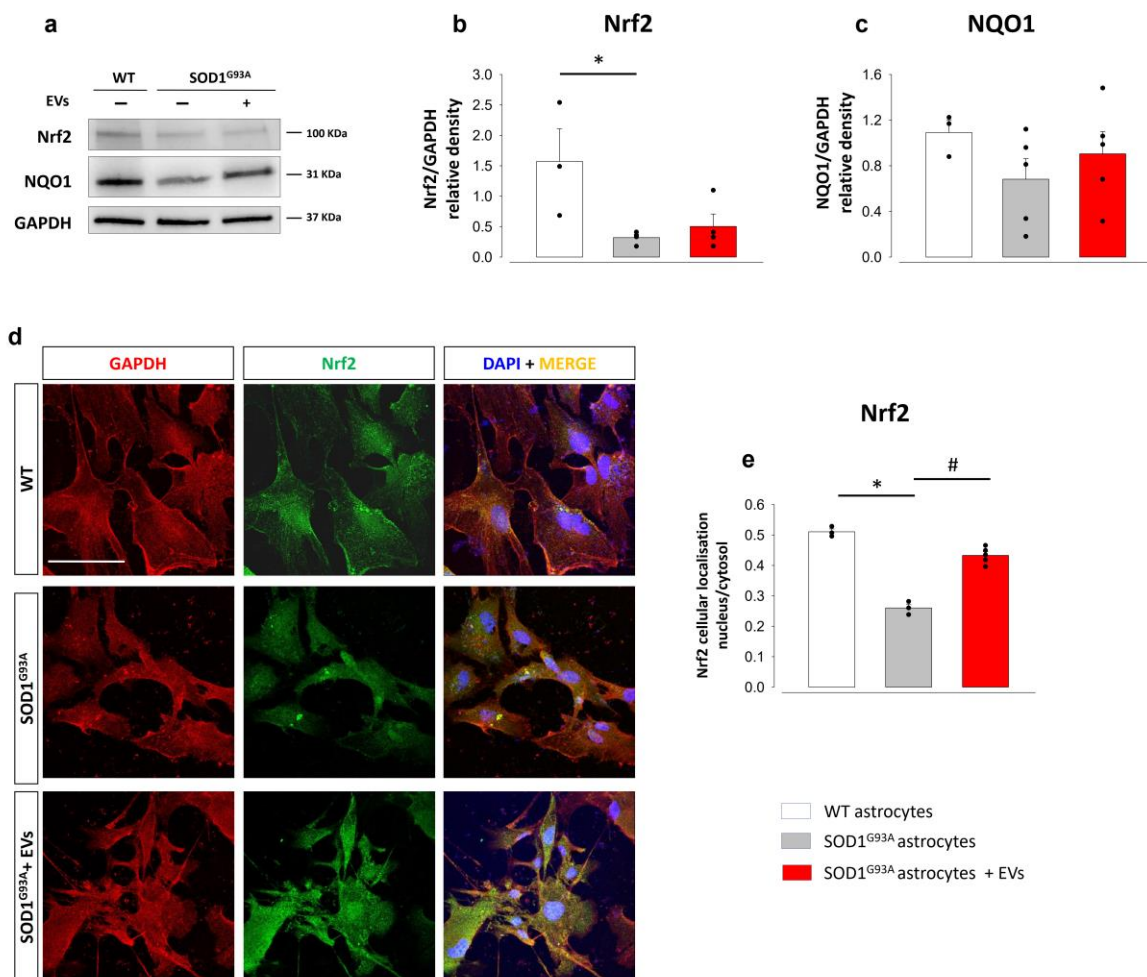 a
WT SOD1G93A
EVs − − +
Nrf2 100 KDa
NQO1 31 KDa
GAPDH 37 KDa
b
Nrf2
Nrf2/GAPDH
relative density
3.0
2.5
2.0
1.5
1.0
0.5
0.0
*
c
NQO1
NQO1/GAPDH
relative density
1.6
1.2
0.8
0.4
0.0
d
GAPDH Nrf2 DAPI + MERGE
WT
SOD1G93A
SOD1G93A+ EVs
Nrf2
e
Nrf2 cellular localisation
nucleus/cytosol
0.6
0.5
0.4
0.3
0.2
0.1
0.0
* #
WT astrocytes
SOD1G93A astrocytes
SOD1G93A astrocytes + EVs